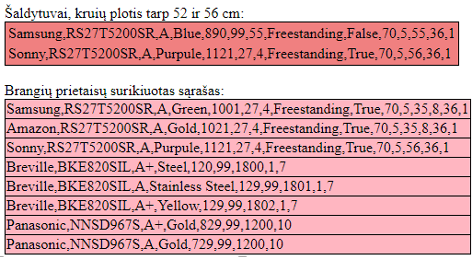 Šaldytuvai, kruių plotis tarp 52 ir 56 cm:
Samsung,RS27T5200SR,A,Blue,890,99,55,Freestanding,False,70,5,55,36,1
Sonny,RS27T5200SR,A,Purpule,1121,27,4,Freestanding,True,70,5,56,36,1
Brangių prietaisų surikiuotas sąrašas:
Samsung,RS27T5200SR,A,Green,1001,27,4,Freestanding,True,70,5,35,8,36,1
Amazon,RS27T5200SR,A,Gold,1021,27,4,Freestanding,True,70,5,35,8,36,1
Sonny,RS27T5200SR,A,Purpule,1121,27,4,Freestanding,True,70,5,56,36,1
Breville,BKE820SIL,A+,Steel,120,99,1800,1,7
Breville,BKE820SIL,A,Stainless Steel,129,99,1801,1,7
Breville,BKE820SIL,A+,Yellow,129,99,1802,1,7
Panasonic,NNSD967S,A+,Gold,829,99,1200,10
Panasonic,NNSD967S,A,Gold,729,99,1200,10